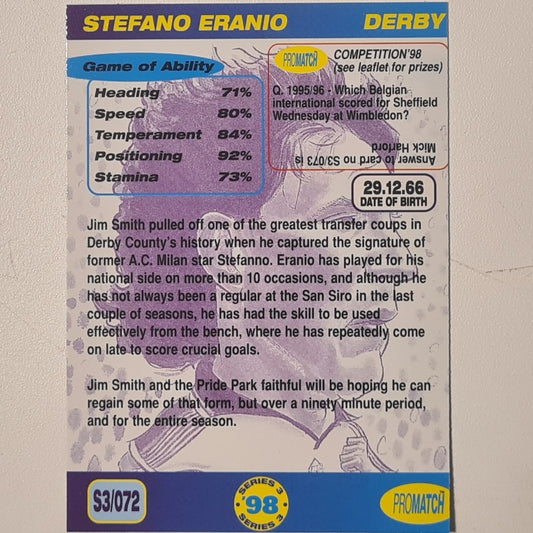 STEFANO ERANIO DERBY
Game of Ability
Heading 71%
Speed 80%
Temperament 84%
Positioning 92%
Stamina 73%
PROMATCH COMPETITION'98
(see leaflet for prizes)
Q. 1995/96 - Which Belgian
international scored for Sheffield
Wednesday at Wimbledon?
Answer to card no S3/073 is
Mick Harford
29.12.66
DATE OF BIRTH
Jim Smith pulled off one of the greatest transfer coups in
Derby County's history when he captured the signature of
former A.C. Milan star Stefanno. Eranio has played for his
national side on more than 10 occasions, and although he
has not always been a regular at the San Siro in the last
couple of seasons, he has had the skill to be used
effectively from the bench, where he has repeatedly come
on late to score crucial goals.
Jim Smith and the Pride Park faithful will be hoping he can
regain some of that form, but over a ninety minute period,
and for the entire season.
S3/072
SERIES 3
98
SERIES 3
PROMATCH